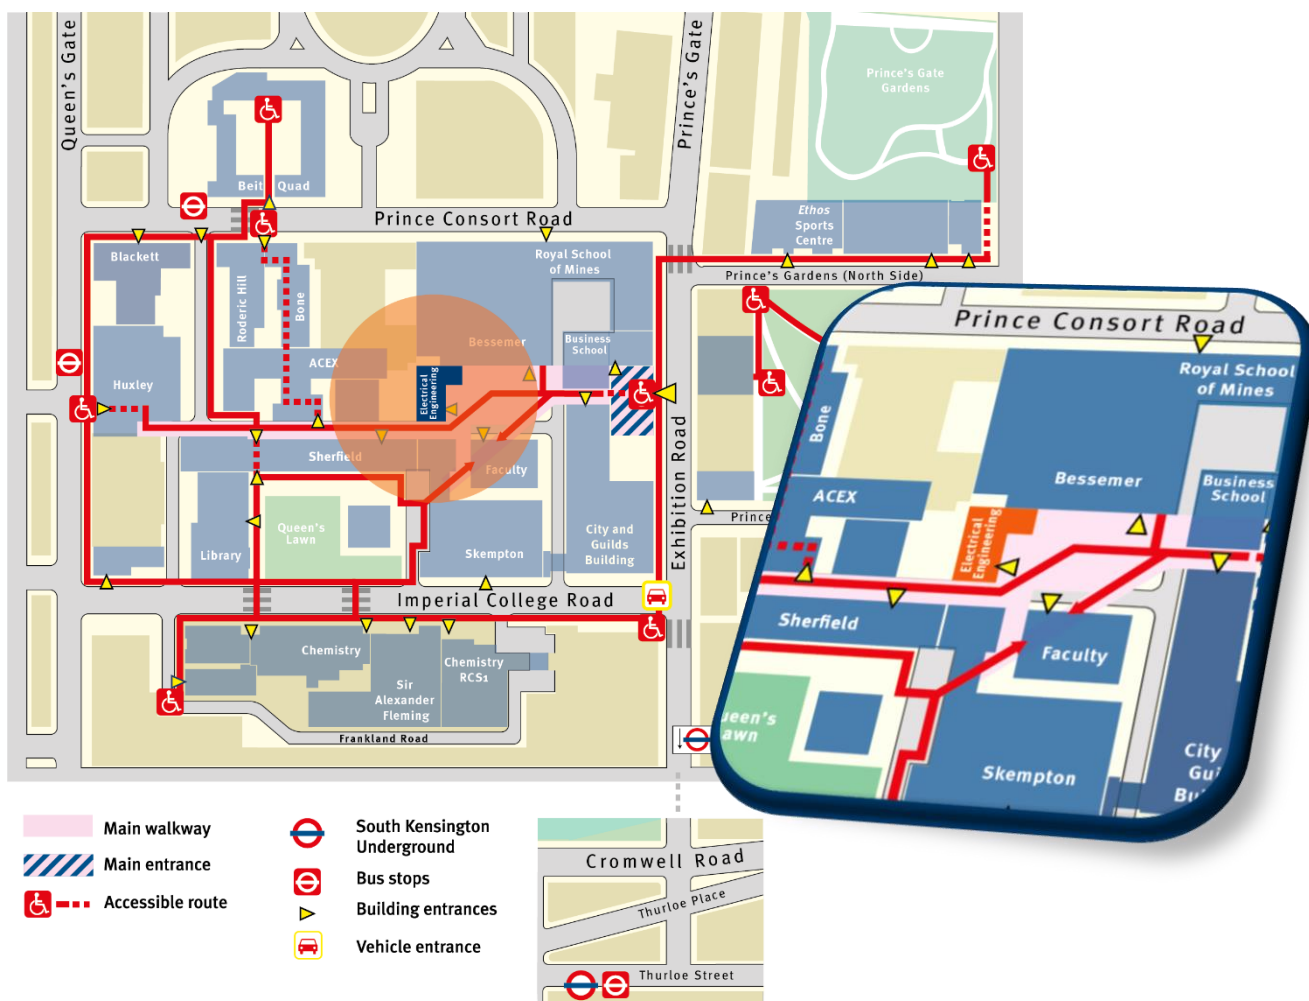 Queen's Gate
Prince's Gate
Prince's Gate
Gardens
Beit Quad
Prince Consort Road
Ethos
Sports
Centre
Prince's Gardens (North Side)
Blackett
Roderic Hill
Bone
Royal School
of Mines
Bessemer
Business
School
ACEX
Huxley
Electrical
Engineering
Sherfield
Faculty
Exhibition Road
Prince
Queen's
Lawn
Library
Skempton
City and
Guilds
Building
Imperial College Road
Chemistry
Chemistry
RCS1
Sir
Alexander
Fleming
Frankland Road
Prince Consort Road
Royal School
of Mines
Bone
Bessemer
Business
School
ACEX
Electrical
Engineering
Sherfield
Faculty
ueen's
awn
Skempton
City
Gui
Bu
Main walkway
Main entrance
Accessible route
South Kensington
Underground
Bus stops
Building entrances
Vehicle entrance
Cromwell Road
Thurloe Place
Thurloe Street